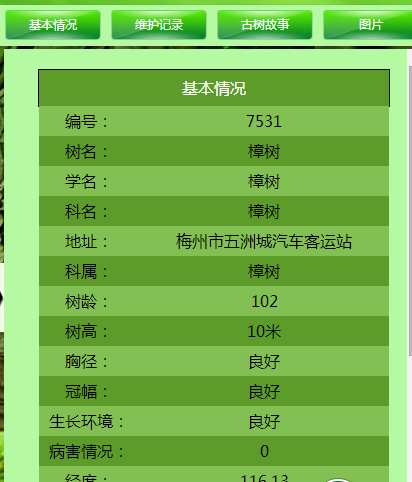 基本情况 维护记录 古树故事 图片
基本情况
编号： 7531
树名： 樟树
学名： 樟树
科名： 樟树
地址： 梅州市五洲城汽车客运站
科属： 樟树
树龄： 102
树高： 10米
胸径： 良好
冠幅： 良好
生长环境： 良好
病害情况： 0
经度： 116.13